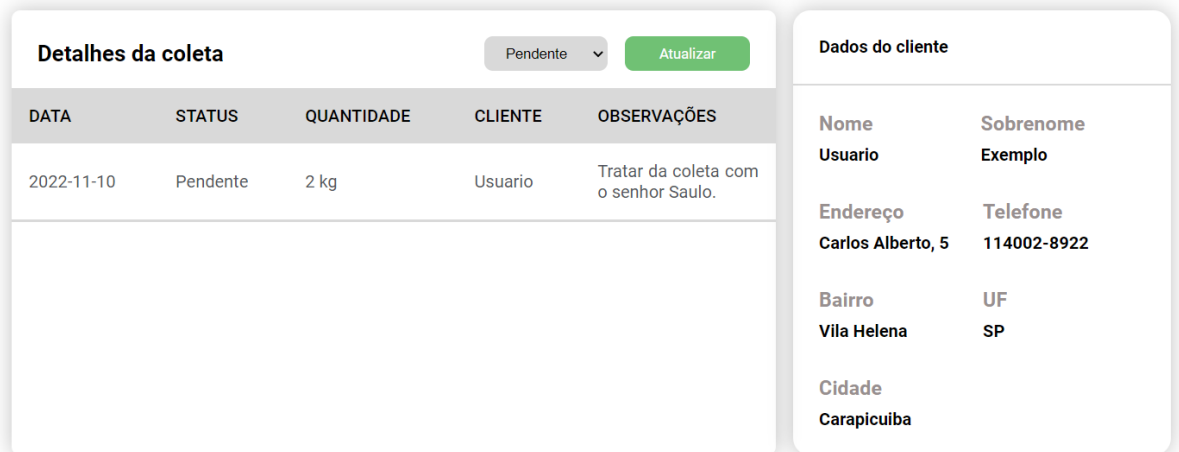 Detalhes da coleta
Pendente
Atualizar
DATA STATUS QUANTIDADE CLIENTE OBSERVAÇÕES
2022-11-10 Pendente 2 kg Usuario Tratar da coleta com
o senhor Saulo.
Dados do cliente
Nome Sobrenome
Usuario Exemplo
Endereço Telefone
Carlos Alberto, 5 114002-8922
Bairro UF
Vila Helena SP
Cidade
Carapicuiba